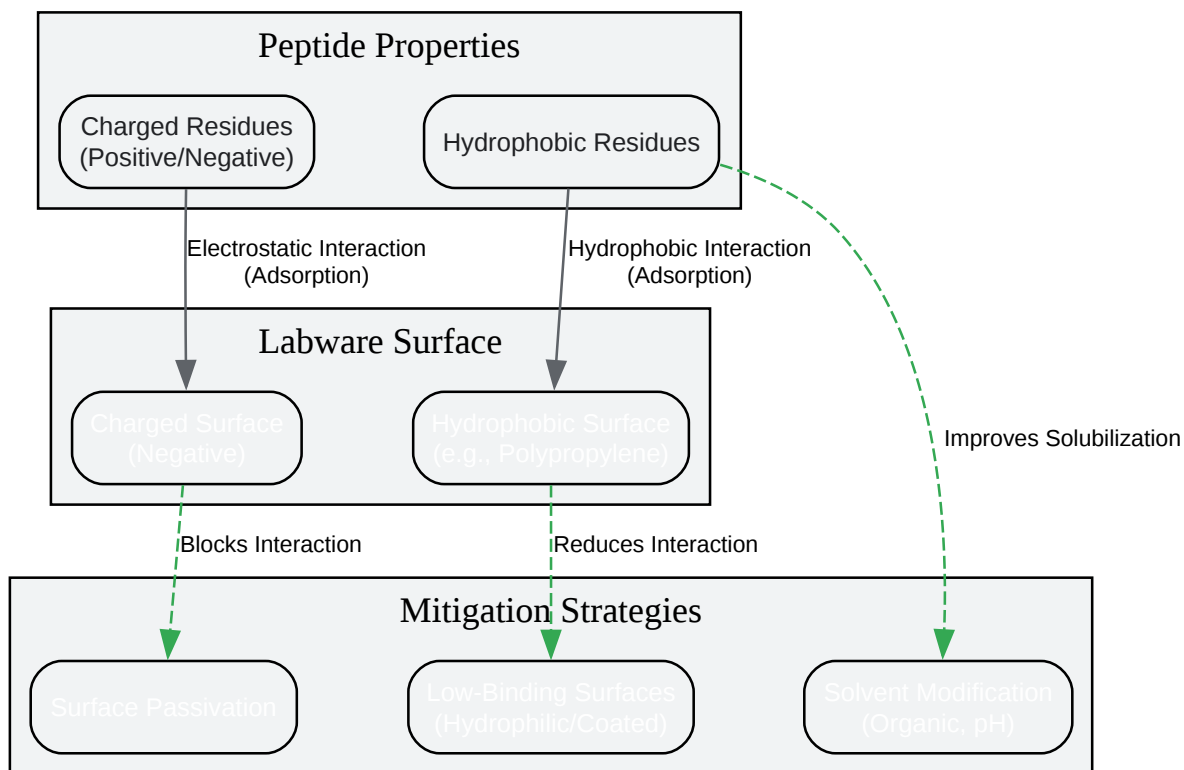 Peptide Properties
Charged Residues
(Positive/Negative)
Hydrophobic Residues
Electrostatic Interaction
(Adsorption)
Hydrophobic Interaction
(Adsorption)
Labware Surface
Charged Surface
(Negative)
Hydrophobic Surface
(e.g., Polypropylene)
Improves Solubilization
Blocks Interaction
Reduces Interaction
Mitigation Strategies
Surface Passivation
Low-Binding Surfaces
(Hydrophilic/Coated)
Solvent Modification
(Organic, pH)